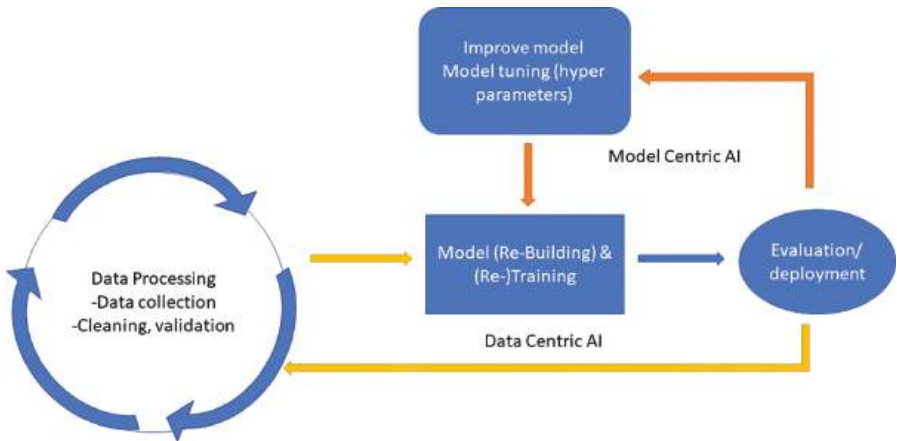 Improve model
Model tuning (hyper
parameters)
Model Centric AI
Data Processing
-Data collection
-Cleaning, validation
Model (Re-Building) &
(Re-)Training
Evaluation/
deployment
Data Centric AI